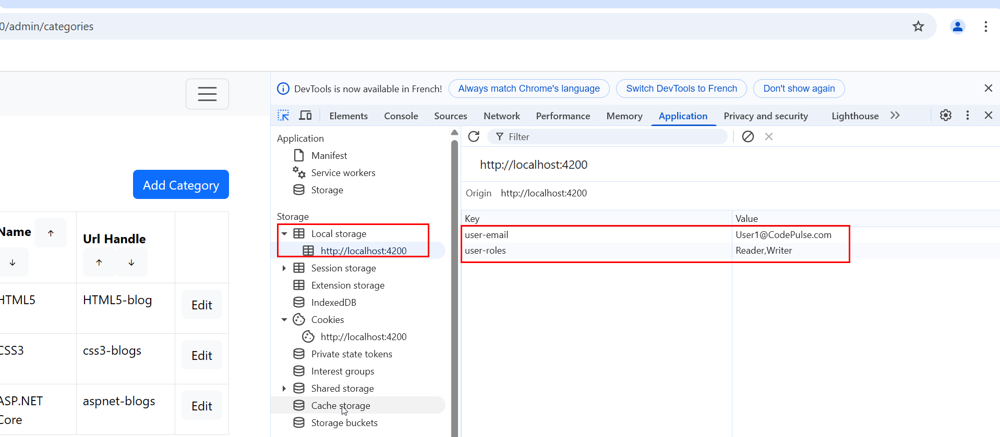 0/admin/categories
DevTools is now available in French! Always match Chrome's language Switch DevTools to French Don't show again
Elements Console Sources Network Performance Memory Application Privacy and security Lighthouse
Application
Manifest
Service workers
Storage
Storage
Local storage
http://localhost:4200
Session storage
Extension storage
IndexedDB
Cookies
http://localhost:4200
Private state tokens
Interest groups
Shared storage
Cache storage
Storage buckets
Filter
http://localhost:4200
Origin http://localhost:4200
Key Value
user-email User1@CodePulse.com
user-roles Reader,Writer
Add Category
Name ↑ ↓ Url Handle ↑ ↓
HTML5 HTML5-blog Edit
CSS3 css3-blogs Edit
ASP.NET aspnet-blogs Edit
Core